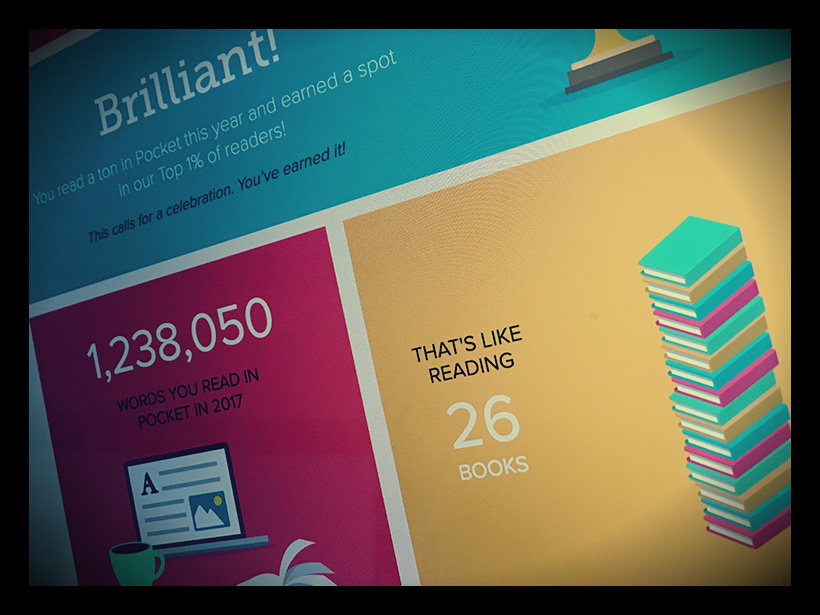 Brilliant!
You read a ton in Pocket this year and earned a spot
in our Top 1% of readers!
This calls for a celebration. You've earned it!
1,238,050
WORDS YOU READ IN
POCKET IN 2017
A
THAT'S LIKE
READING
26
BOOKS